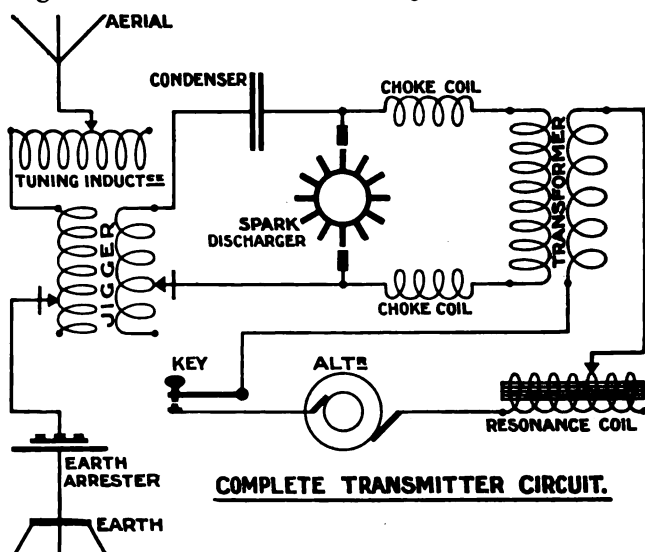 AERIAL
CONDENSER
CHOKE COIL
TUNING INDUCTCE
TRANSFORMER
JIGGER
SPARK
DISCHARGER
CHOKE COIL
KEY
ALTR
RESONANCE COIL
EARTH
ARRESTER
COMPLETE TRANSMITTER CIRCUIT.
EARTH